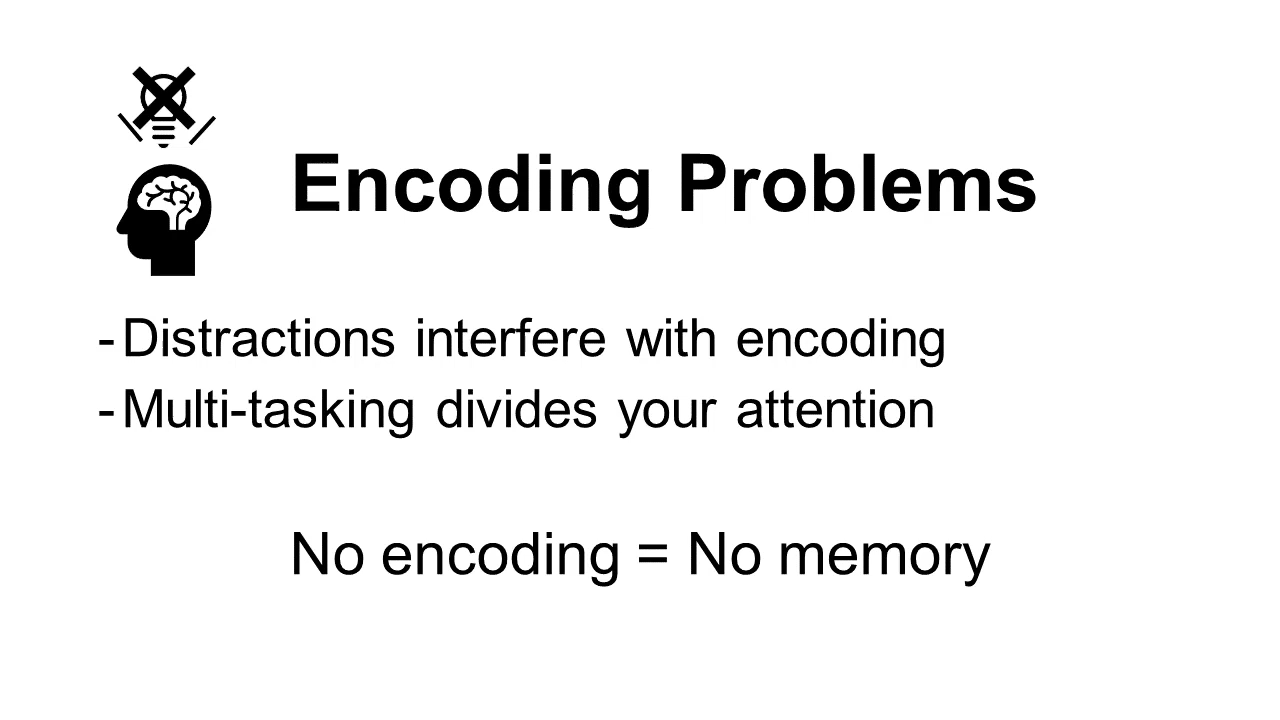 Encoding Problems
- Distractions interfere with encoding
- Multi-tasking divides your attention
No encoding = No memory